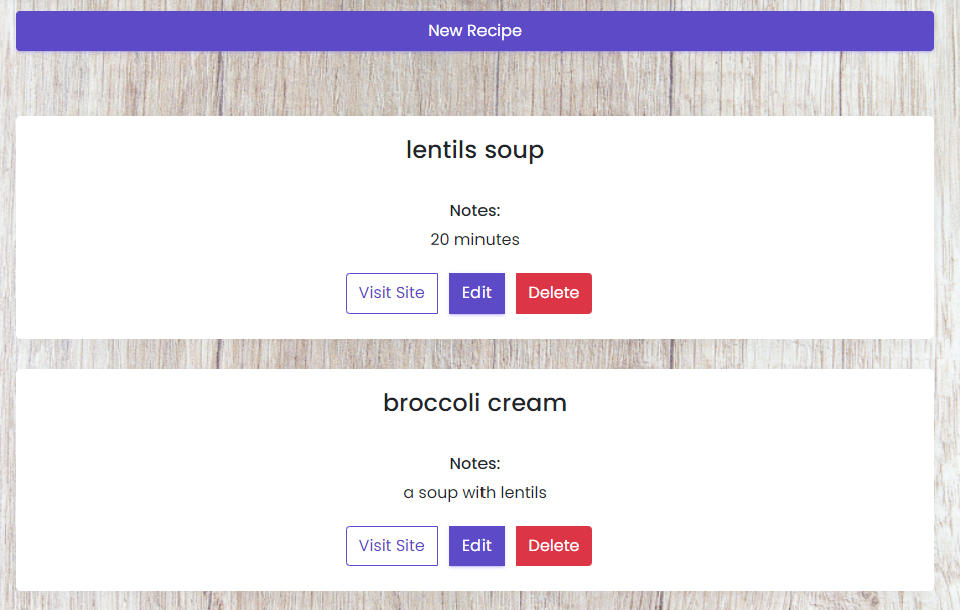 New Recipe
lentils soup
Notes:
20 minutes
Visit Site Edit Delete
broccoli cream
Notes:
a soup with lentils
Visit Site Edit Delete